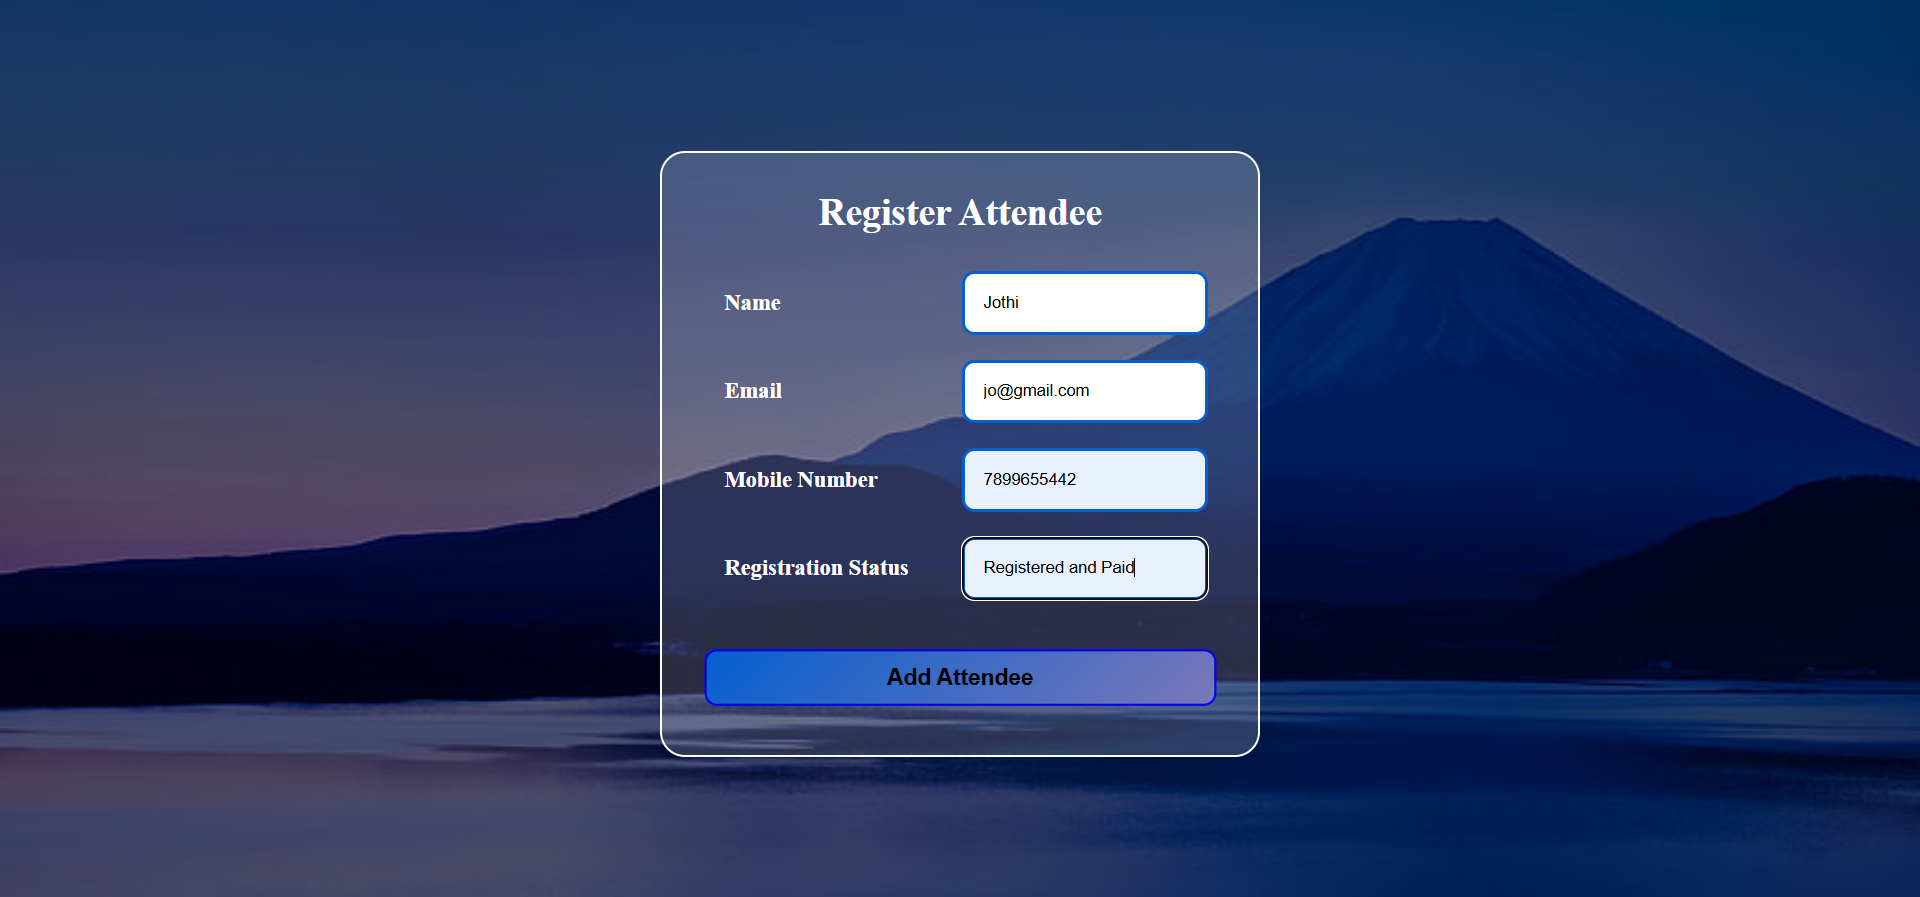 Register Attendee
Name Jothi
Email jo@gmail.com
Mobile Number 7899655442
Registration Status Registered and Paid
Add Attendee